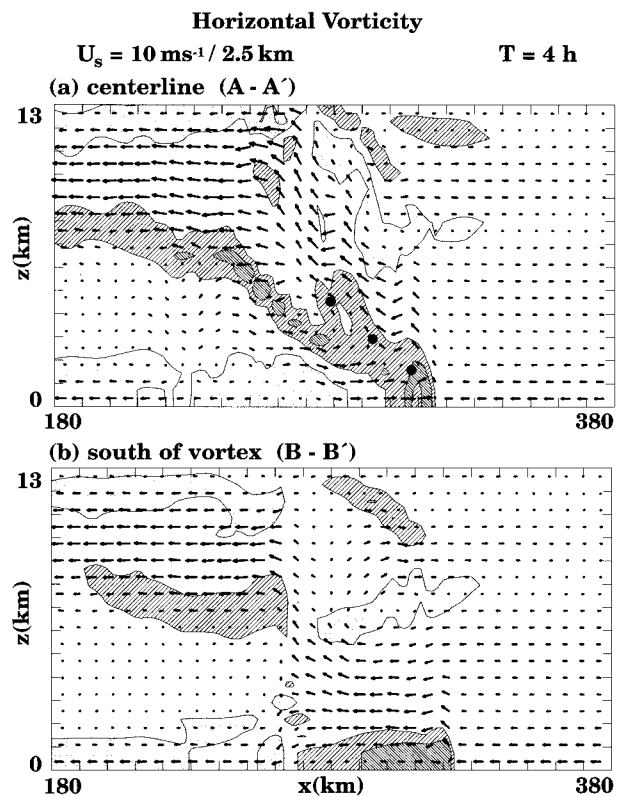 Horizontal Vorticity
Uₛ = 10 ms⁻¹ / 2.5 km T = 4 h
(a) centerline (A - A´)
13
z(km)
0
180 380
(b) south of vortex (B - B´)
13
z(km)
0
180 x(km) 380